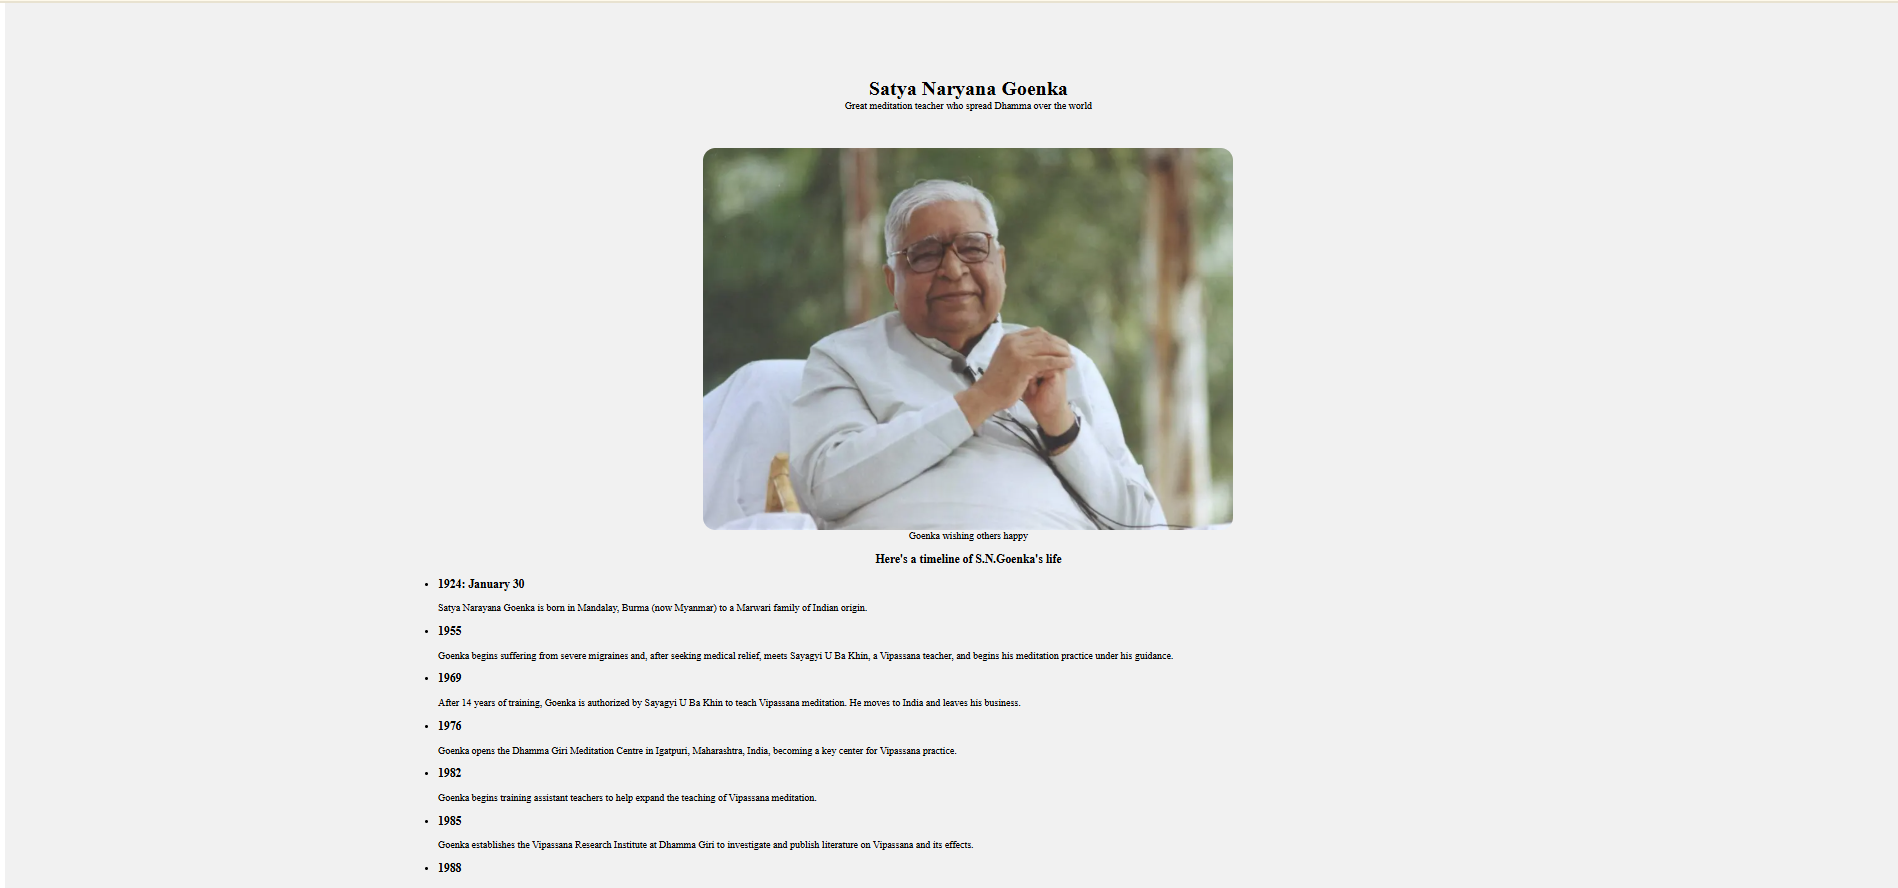 Satya Naryana Goenka
Great meditation teacher who spread Dhamma over the world
Goenka wishing others happy
Here's a timeline of S.N.Goenka's life
1924: January 30
Satya Narayana Goenka is born in Mandalay, Burma (now Myanmar) to a Marwari family of Indian origin.
1955
Goenka begins suffering from severe migraines and, after seeking medical relief, meets Sayagyi U Ba Khin, a Vipassana teacher, and begins his meditation practice under his guidance.
1969
After 14 years of training, Goenka is authorized by Sayagyi U Ba Khin to teach Vipassana meditation. He moves to India and leaves his business.
1976
Goenka opens the Dhamma Giri Meditation Centre in Igatpuri, Maharashtra, India, becoming a key center for Vipassana practice.
1982
Goenka begins training assistant teachers to help expand the teaching of Vipassana meditation.
1985
Goenka establishes the Vipassana Research Institute at Dhamma Giri to investigate and publish literature on Vipassana and its effects.
1988